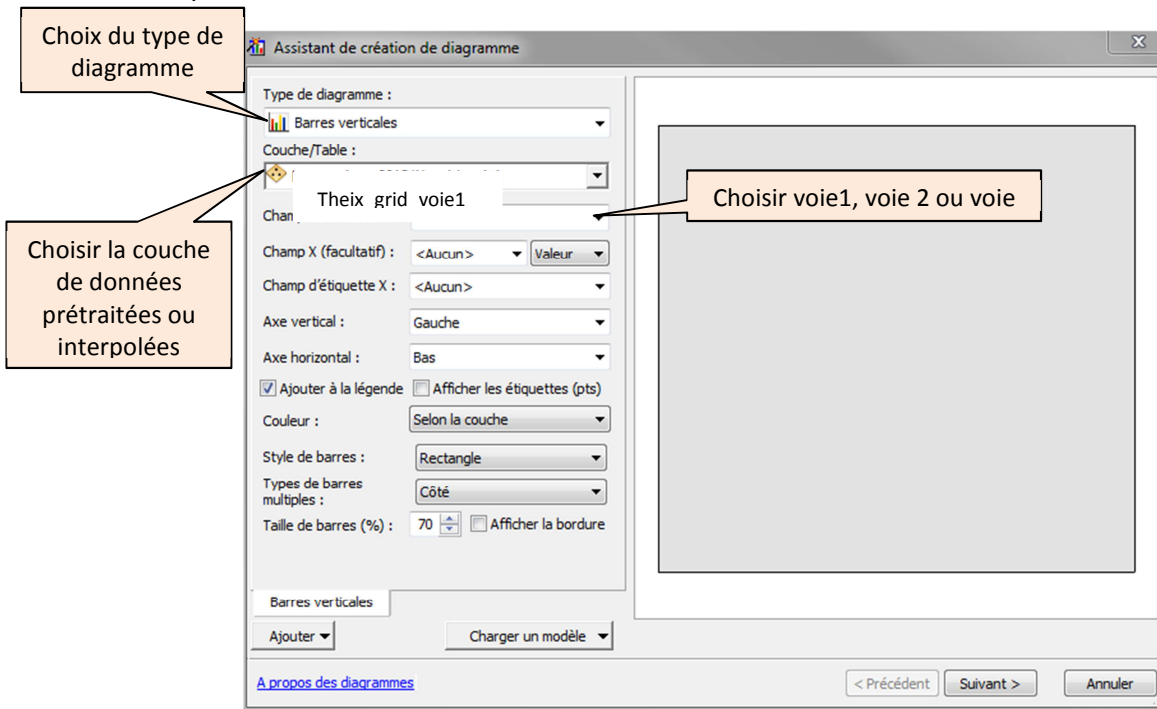 Choix du type de
diagramme
Assistant de création de diagramme
Type de diagramme :
Barres verticales
Couche/Table :
Theix grid voie1
Choisir voie1, voie 2 ou voie
Choisir la couche
de données
prétraitées ou
interpolées
Champ X (facultatif) : <Aucun> Valeur
Champ d'étiquette X : <Aucun>
Axe vertical : Gauche
Axe horizontal : Bas
Ajouter à la légende Afficher les étiquettes (pts)
Couleur : Selon la couche
Style de barres : Rectangle
Types de barres
multiples : Côté
Taille de barres (%) : 70 Afficher la bordure
Barres verticales
Ajouter Charger un modèle
A propos des diagrammes < Précédent Suivant > Annuler